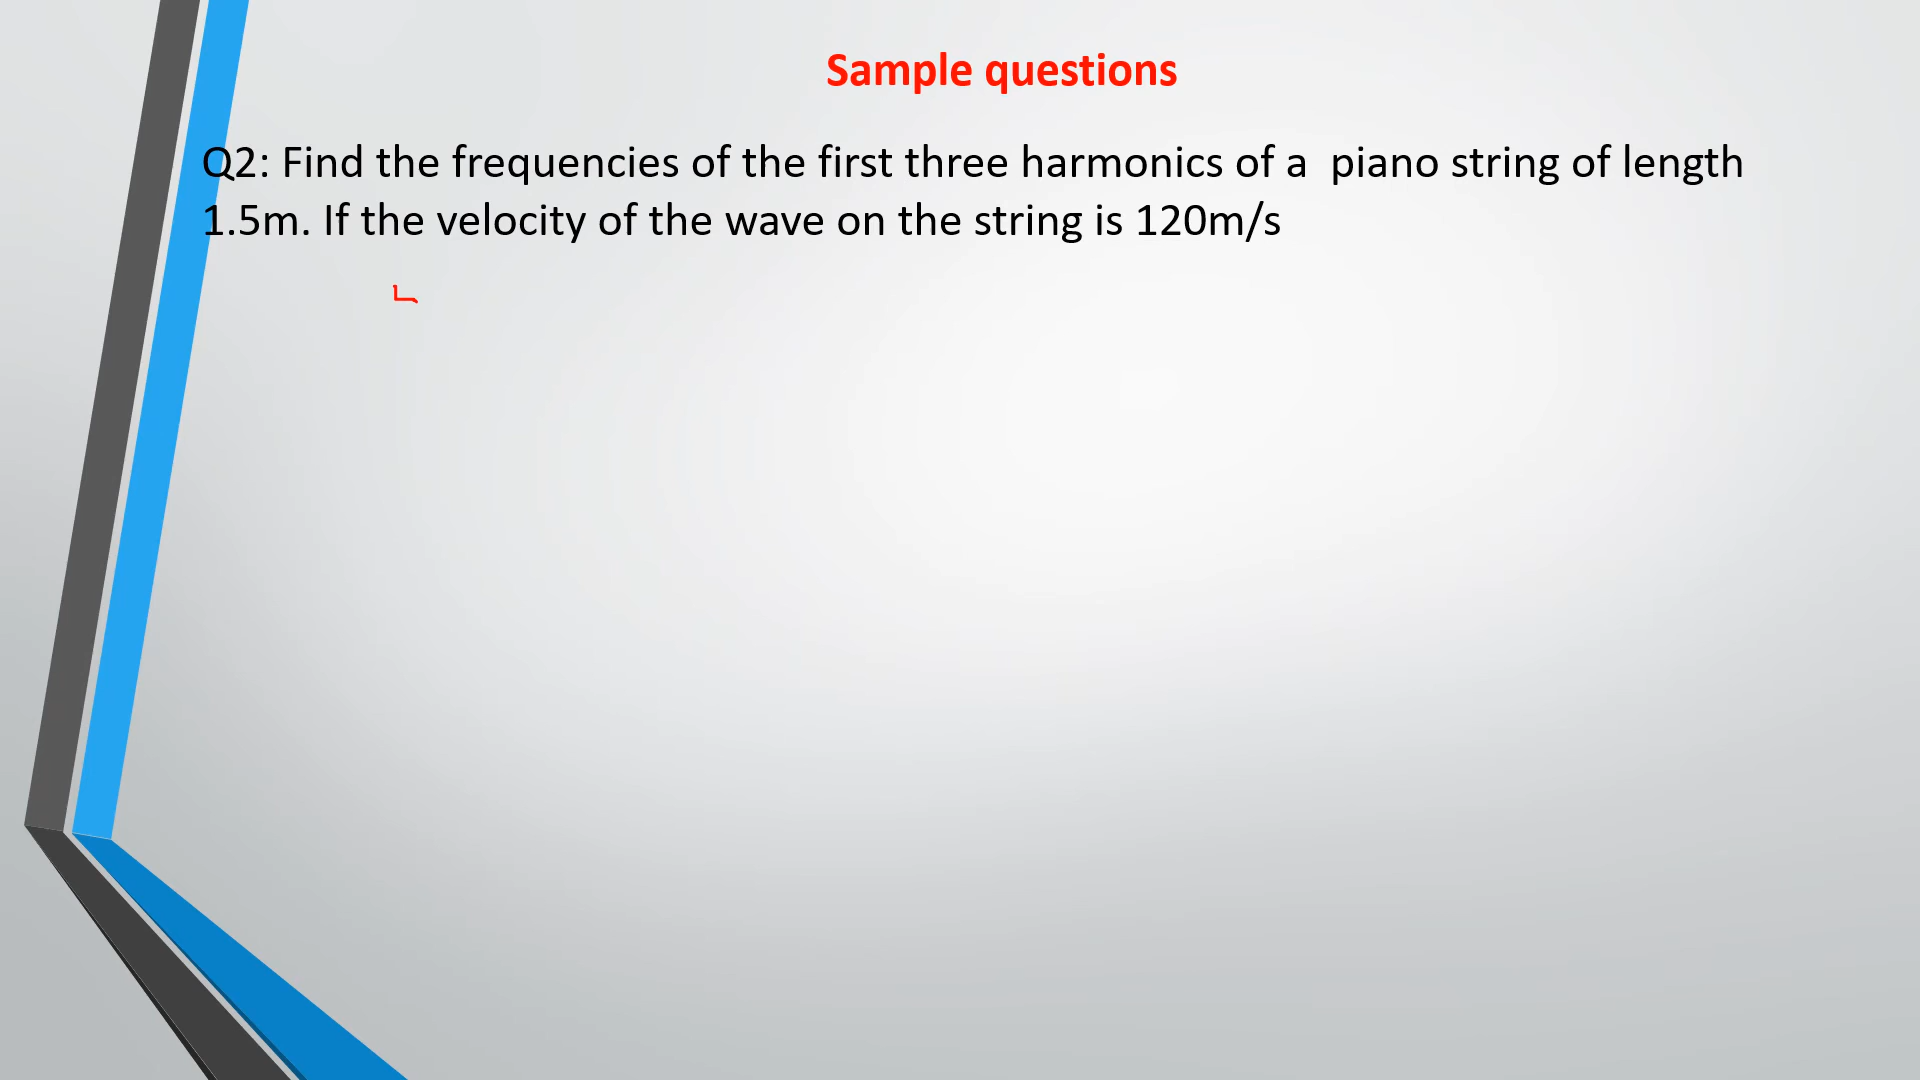 Sample questions
Q2: Find the frequencies of the first three harmonics of a  piano string of length
1.5m. If the velocity of the wave on the string is 120m/s
L